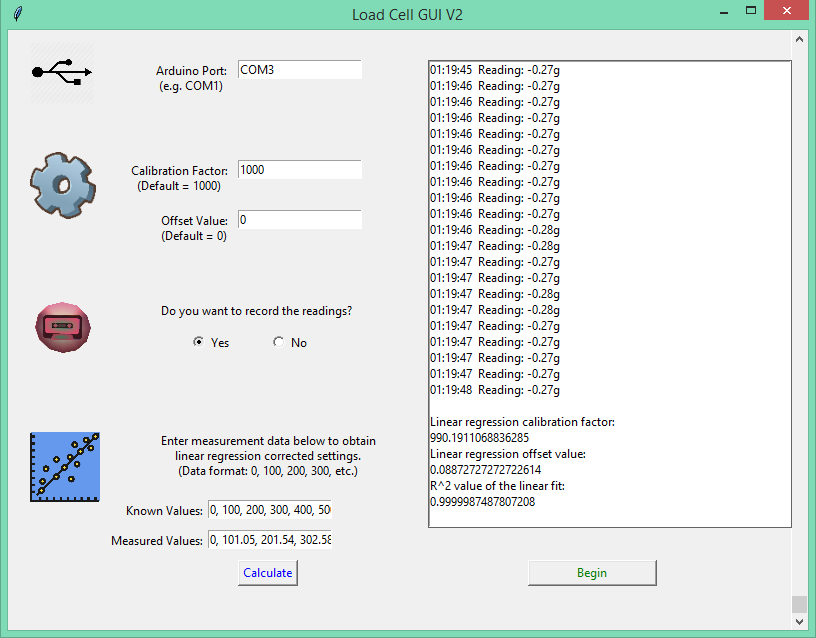 Load Cell GUI V2
Arduino Port:
(e.g. COM1)
COM3
Calibration Factor:
(Default = 1000)
1000
Offset Value:
(Default = 0)
0
Do you want to record the readings?
Yes
No
Enter measurement data below to obtain
linear regression corrected settings.
(Data format: 0, 100, 200, 300, etc.)
Known Values:
0, 100, 200, 300, 400, 50
Measured Values:
0, 101.05, 201.54, 302.58
Calculate
01:19:45 Reading: -0.27g
01:19:46 Reading: -0.27g
01:19:46 Reading: -0.27g
01:19:46 Reading: -0.27g
01:19:46 Reading: -0.27g
01:19:46 Reading: -0.27g
01:19:46 Reading: -0.27g
01:19:46 Reading: -0.27g
01:19:46 Reading: -0.27g
01:19:46 Reading: -0.27g
01:19:46 Reading: -0.28g
01:19:47 Reading: -0.28g
01:19:47 Reading: -0.27g
01:19:47 Reading: -0.27g
01:19:47 Reading: -0.28g
01:19:47 Reading: -0.28g
01:19:47 Reading: -0.27g
01:19:47 Reading: -0.27g
01:19:47 Reading: -0.27g
01:19:47 Reading: -0.27g
01:19:48 Reading: -0.27g
Linear regression calibration factor:
990.1911068836285
Linear regression offset value:
0.08872727272722614
R^2 value of the linear fit:
0.9999987487807208
Begin